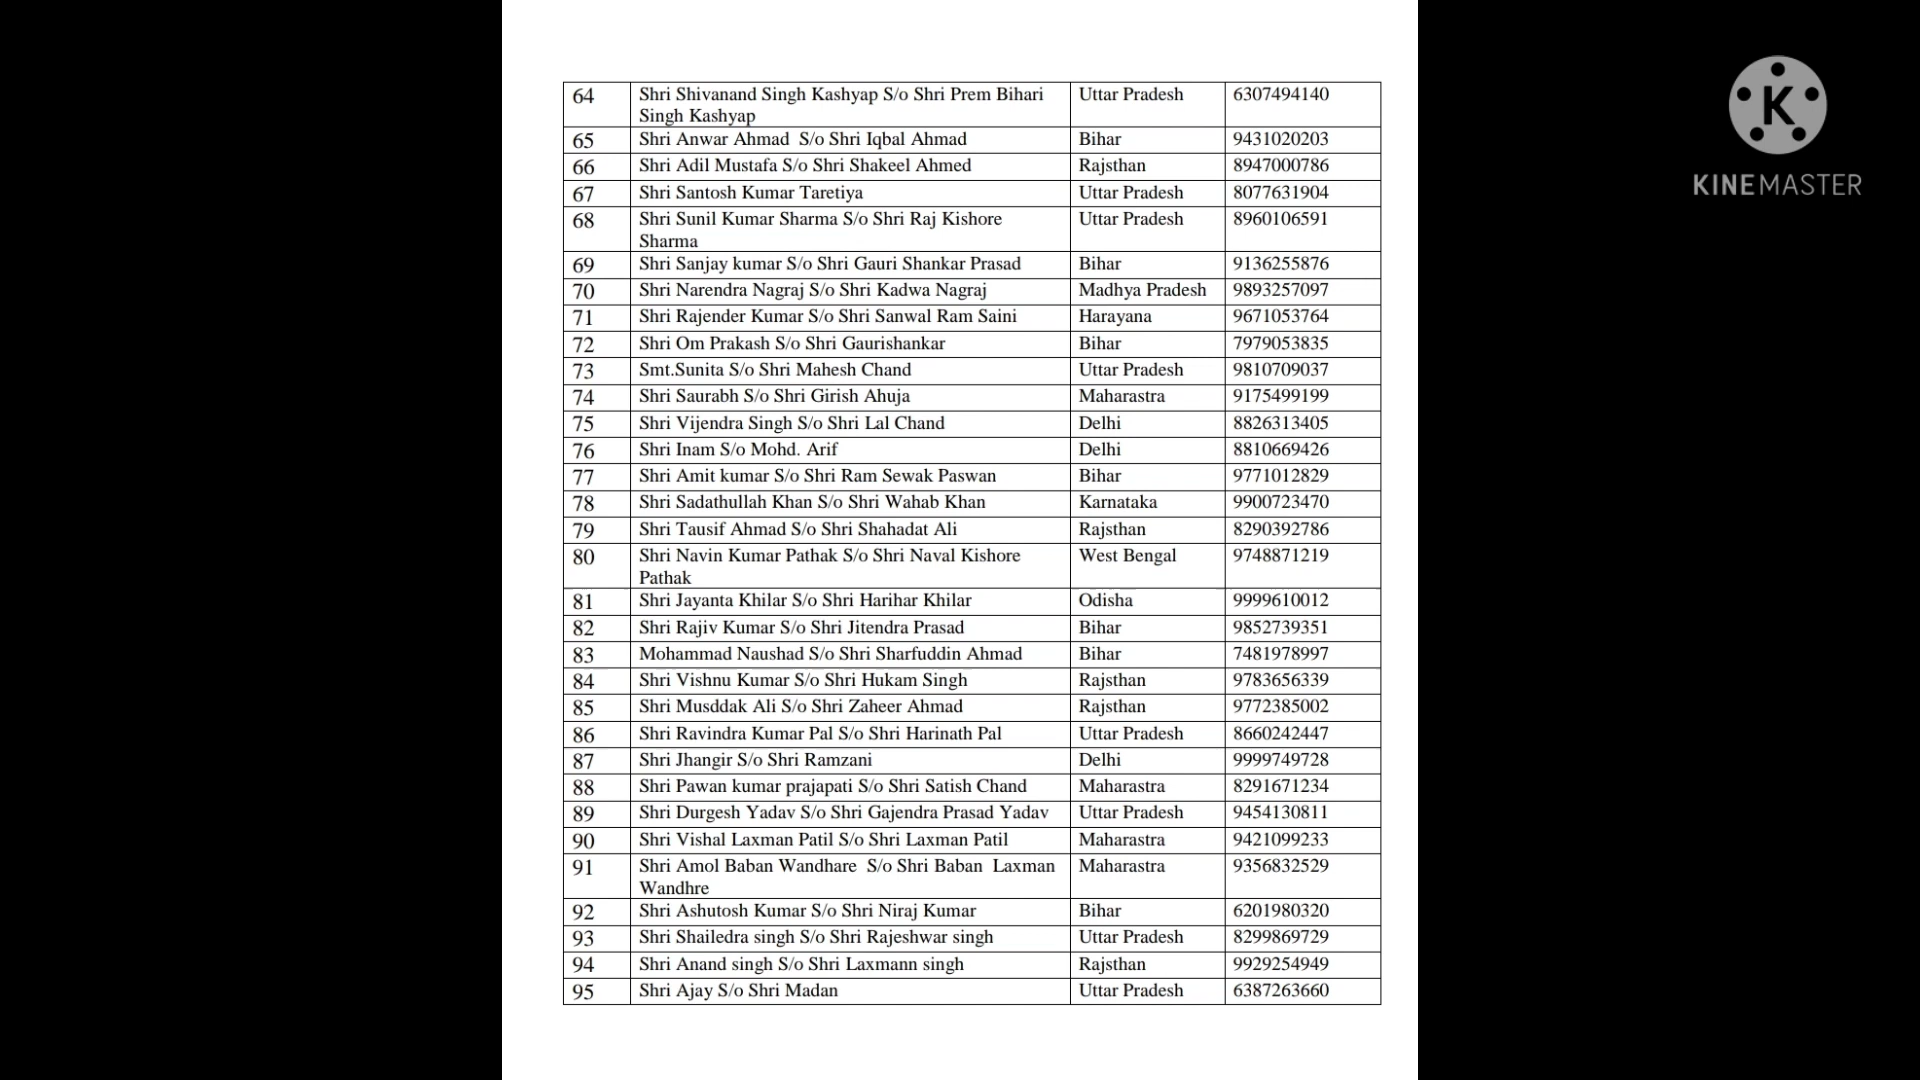 64 Shri Shivanand Singh Kashyap S/o Shri Prem Bihari Uttar Pradesh 6307494140
Singh Kashyap
65 Shri Anwar Ahmad S/o Shri Iqbal Ahmad Bihar 9431020203
66 Shri Adil Mustafa S/o Shri Shakeel Ahmed Rajsthan 8947000786
67 Shri Santosh Kumar Taretiya Uttar Pradesh 8077631904
68 Shri Sunil Kumar Sharma S/o Shri Raj Kishore Uttar Pradesh 8960106591
Sharma
69 Shri Sanjay kumar S/o Shri Gauri Shankar Prasad Bihar 9136255876
70 Shri Narendra Nagraj S/o Shri Kadwa Nagraj Madhya Pradesh 9893257097
71 Shri Rajender Kumar S/o Shri Sanwal Ram Saini Harayana 9671053764
72 Shri Om Prakash S/o Shri Gaurishankar Bihar 7979053835
73 Smt.Sunita S/o Shri Mahesh Chand Uttar Pradesh 9810709037
74 Shri Saurabh S/o Shri Girish Ahuja Maharastra 9175499199
75 Shri Vijendra Singh S/o Shri Lal Chand Delhi 8826313405
76 Shri Inam S/o Mohd. Arif Delhi 8810669426
77 Shri Amit kumar S/o Shri Ram Sewak Paswan Bihar 9771012829
78 Shri Sadathullah Khan S/o Shri Wahab Khan Karnataka 9900723470
79 Shri Tausif Ahmad S/o Shri Shahadat Ali Rajsthan 8290392786
80 Shri Navin Kumar Pathak S/o Shri Naval Kishore West Bengal 9748871219
Pathak
81 Shri Jayanta Khilar S/o Shri Harihar Khilar Odisha 9999610012
82 Shri Rajiv Kumar S/o Shri Jitendra Prasad Bihar 9852739351
83 Mohammad Naushad S/o Shri Sharfuddin Ahmad Bihar 7481978997
84 Shri Vishnu Kumar S/o Shri Hukam Singh Rajsthan 9783656339
85 Shri Musddak Ali S/o Shri Zaheer Ahmad Rajsthan 9772385002
86 Shri Ravindra Kumar Pal S/o Shri Harinath Pal Uttar Pradesh 8660242447
87 Shri Jhangir S/o Shri Ramzani Delhi 9999749728
88 Shri Pawan kumar prajapati S/o Shri Satish Chand Maharastra 8291671234
89 Shri Durgesh Yadav S/o Shri Gajendra Prasad Yadav Uttar Pradesh 9454130811
90 Shri Vishal Laxman Patil S/o Shri Laxman Patil Maharastra 9421099233
91 Shri Amol Baban Wandhare S/o Shri Baban Laxman Maharastra 9356832529
Wandhre
92 Shri Ashutosh Kumar S/o Shri Niraj Kumar Bihar 6201980320
93 Shri Shailedra singh S/o Shri Rajeshwar singh Uttar Pradesh 8299869729
94 Shri Anand singh S/o Shri Laxmann singh Rajsthan 9929254949
95 Shri Ajay S/o Shri Madan Uttar Pradesh 6387263660
K
KINEMASTER